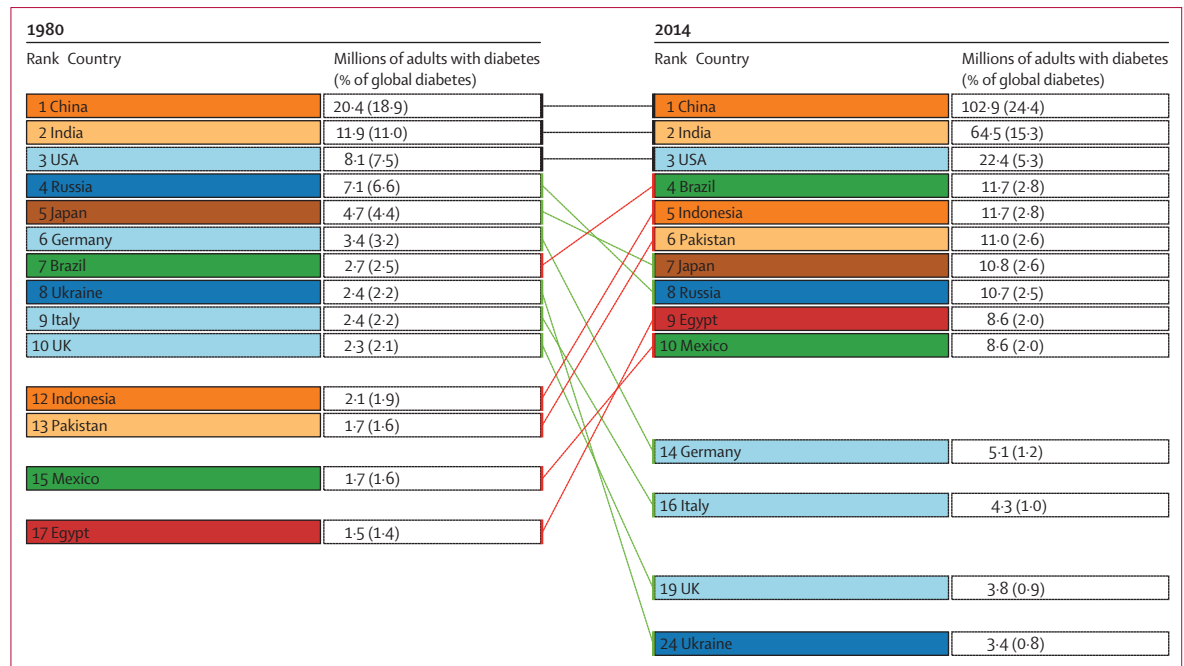 1980
Rank Country Millions of adults with diabetes
(% of global diabetes)
1 China 20·4 (18·9)
2 India 11·9 (11·0)
3 USA 8·1 (7·5)
4 Russia 7·1 (6·6)
5 Japan 4·7 (4·4)
6 Germany 3·4 (3·2)
7 Brazil 2·7 (2·5)
8 Ukraine 2·4 (2·2)
9 Italy 2·4 (2·2)
10 UK 2·3 (2·1)
12 Indonesia 2·1 (1·9)
13 Pakistan 1·7 (1·6)
15 Mexico 1·7 (1·6)
17 Egypt 1·5 (1·4)
2014
Rank Country Millions of adults with diabetes
(% of global diabetes)
1 China 102·9 (24·4)
2 India 64·5 (15·3)
3 USA 22·4 (5·3)
4 Brazil 11·7 (2·8)
5 Indonesia 11·7 (2·8)
6 Pakistan 11·0 (2·6)
7 Japan 10·8 (2·6)
8 Russia 10·7 (2·5)
9 Egypt 8·6 (2·0)
10 Mexico 8·6 (2·0)
14 Germany 5·1 (1·2)
16 Italy 4·3 (1·0)
19 UK 3·8 (0·9)
24 Ukraine 3·4 (0·8)